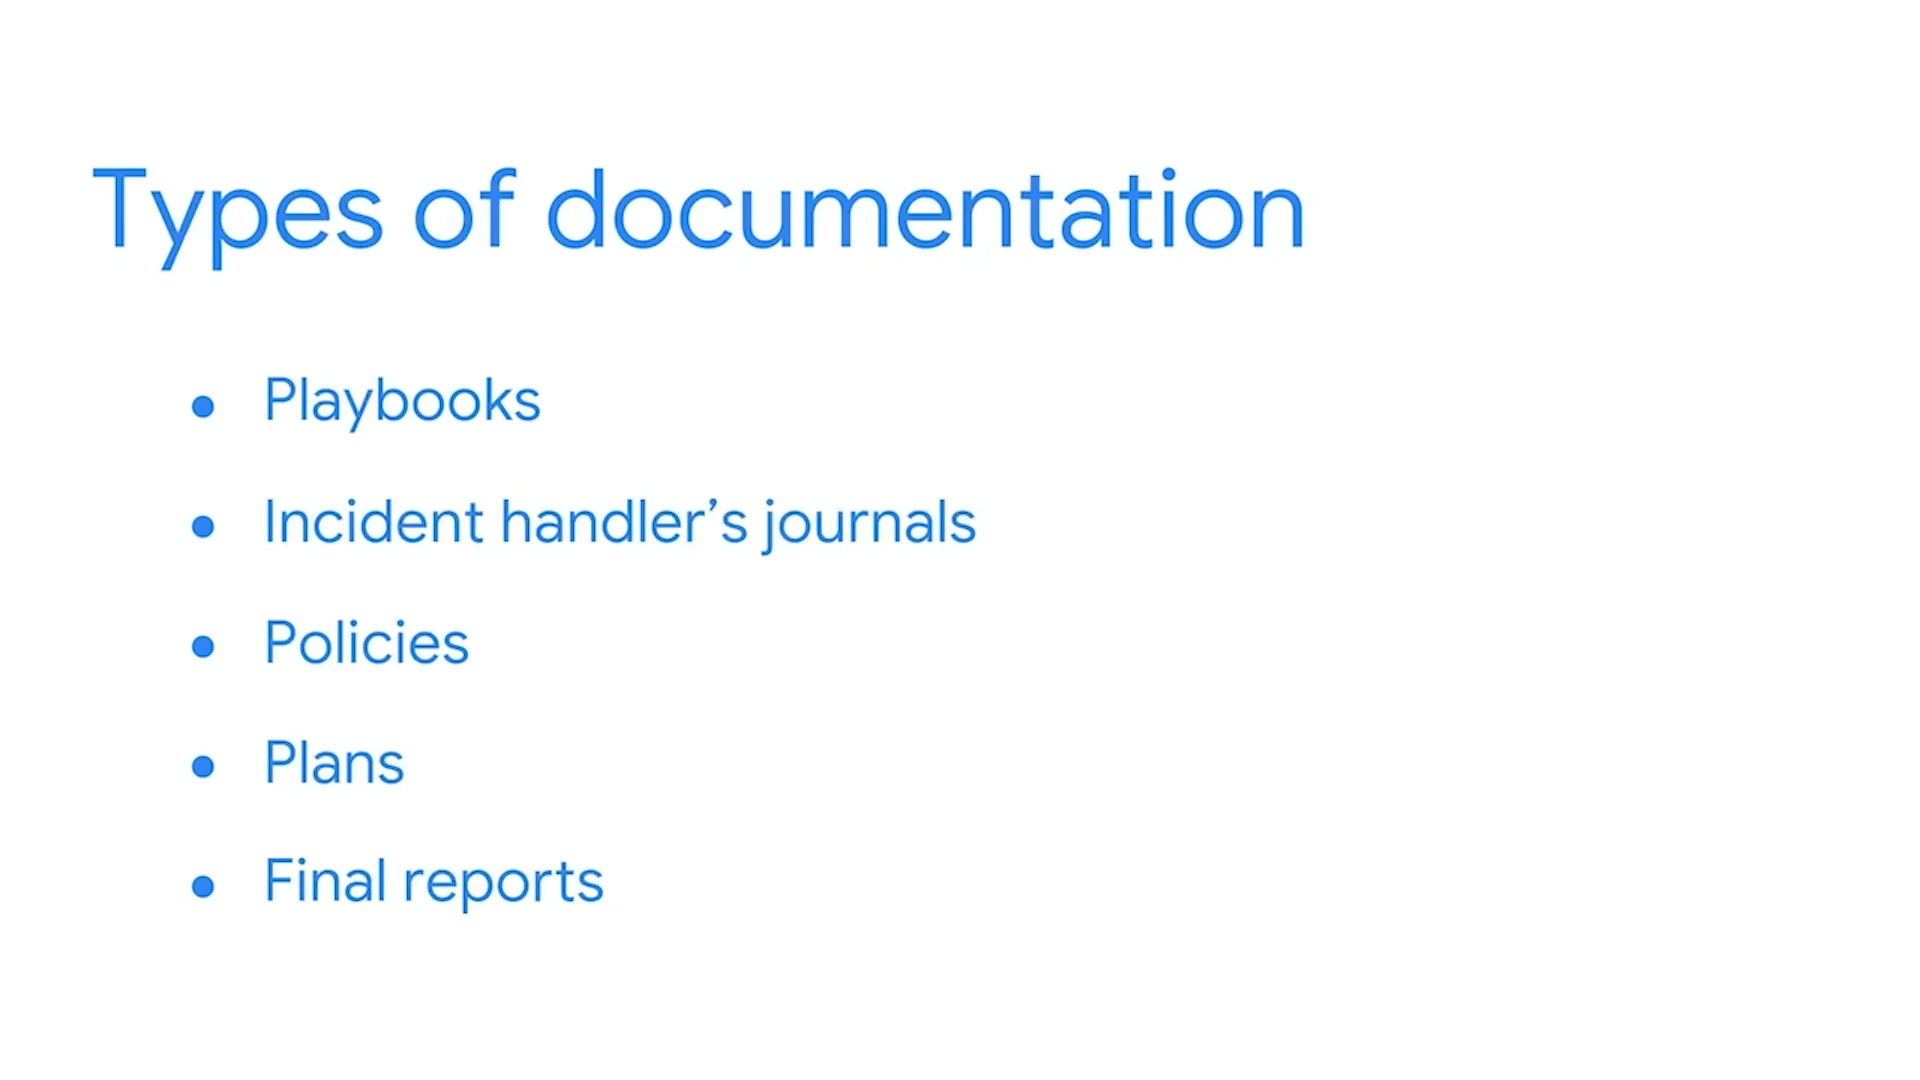 Types of documentation
• Playbooks
• Incident handler’s journals
• Policies
• Plans
• Final reports